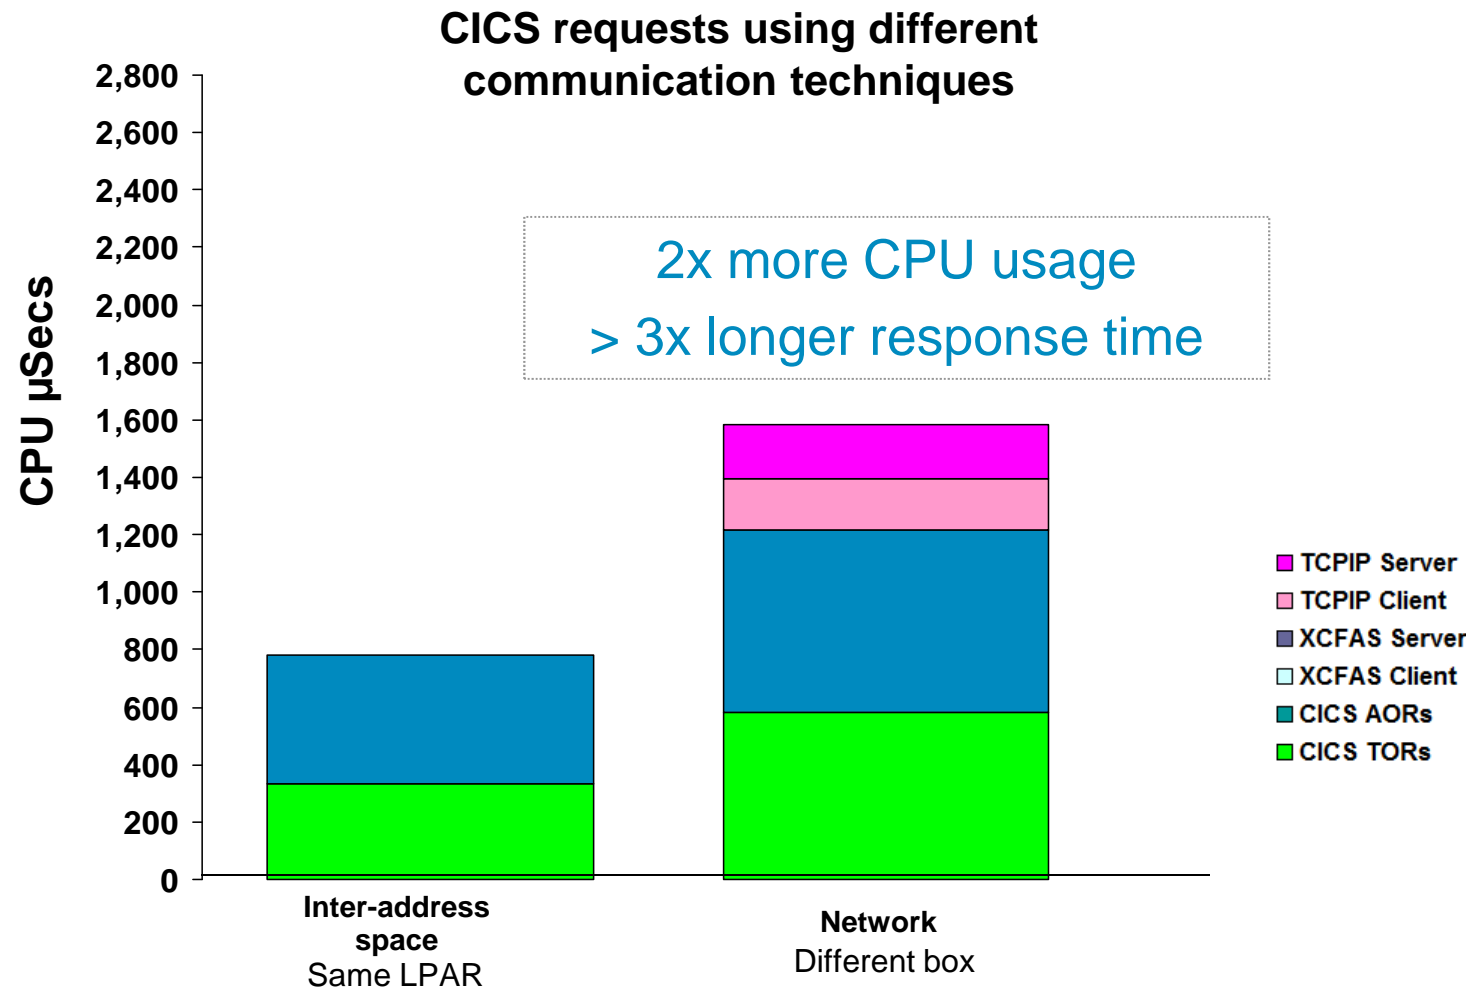 CICS requests using different
communication techniques
2,800
2,600
2,400
2,200
2,000
1,800
1,600
1,400
1,200
1,000
800
600
400
200
0
CPU µSecs
2x more CPU usage
> 3x longer response time
TCPIP Server
TCPIP Client
XCFAS Server
XCFAS Client
CICS AORs
CICS TORs
Inter-address
space
Same LPAR
Network
Different box